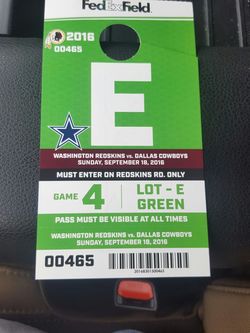 FedExField
2016
00465
E
WASHINGTON REDSKINS vs. DALLAS COWBOYS
SUNDAY, SEPTEMBER 18, 2016
MUST ENTER ON REDSKINS RD. ONLY
GAME 4
LOT - E
GREEN
PASS MUST BE VISIBLE AT ALL TIMES
WASHINGTON REDSKINS vs. DALLAS COWBOYS
SUNDAY, SEPTEMBER 18, 2016
00465